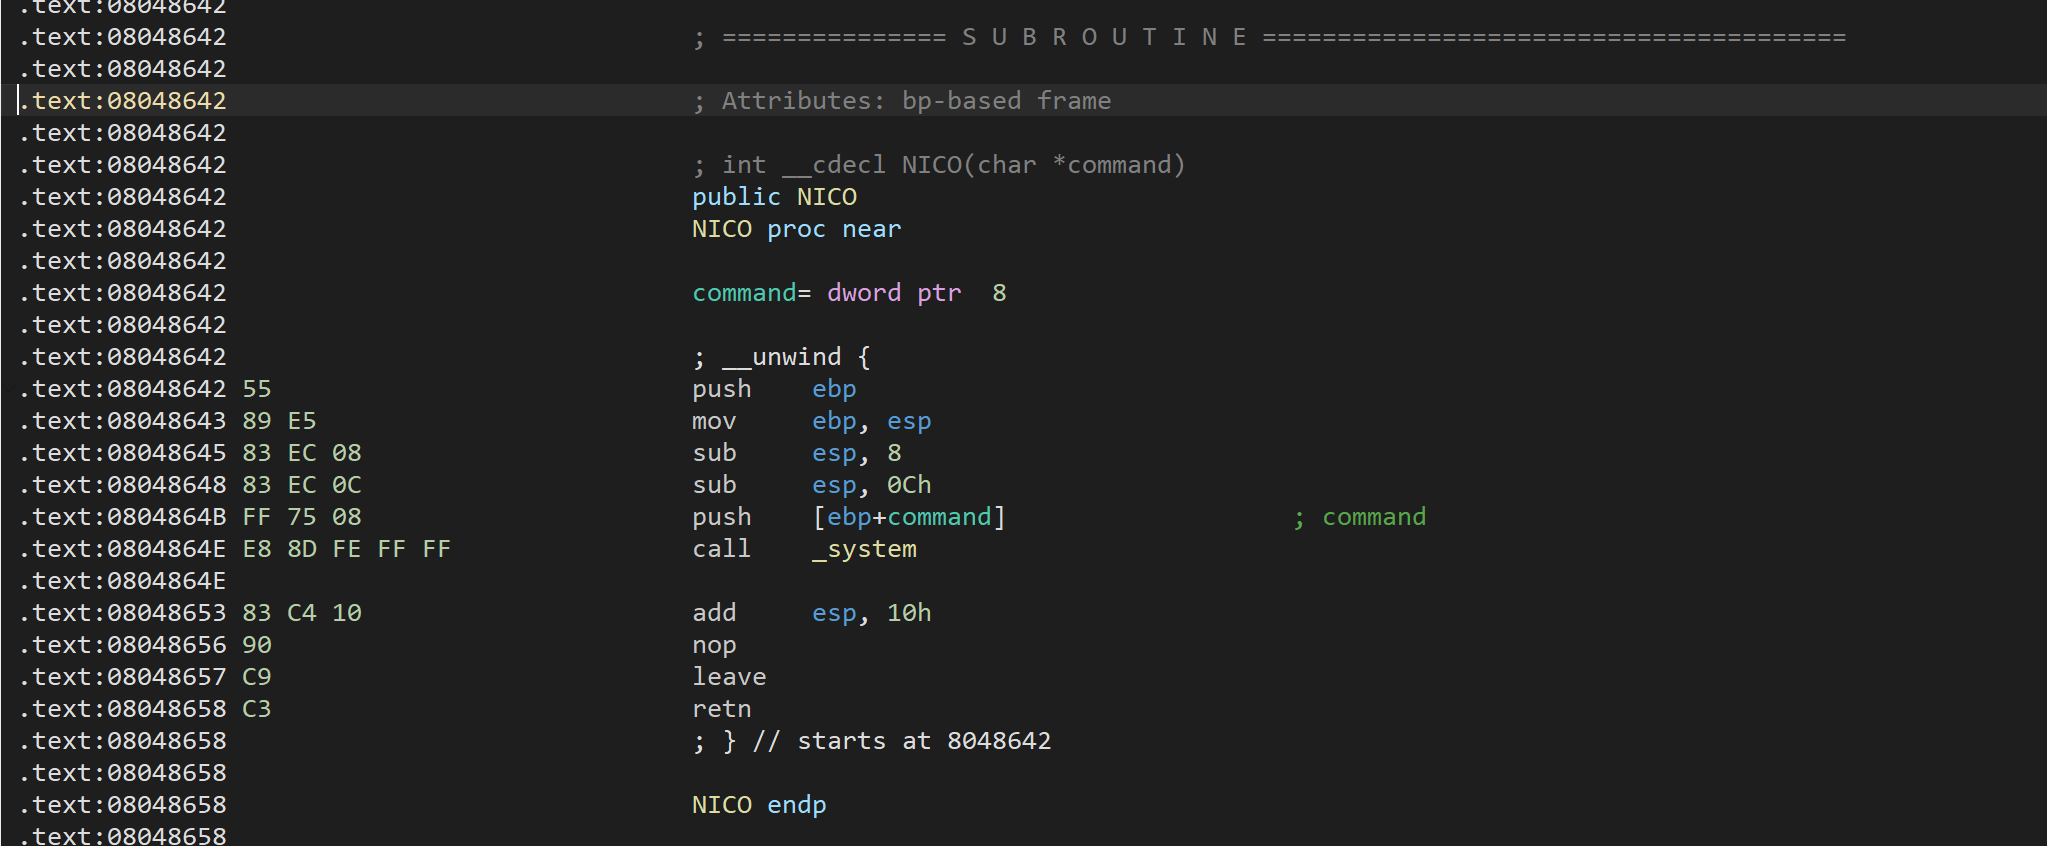 .text:08048642
.text:08048642 ; =============== S U B R O U T I N E =======================================
.text:08048642
.text:08048642 ; Attributes: bp-based frame
.text:08048642
.text:08048642 ; int __cdecl NICO(char *command)
.text:08048642 public NICO
.text:08048642 NICO proc near
.text:08048642
.text:08048642 command= dword ptr  8
.text:08048642
.text:08048642 ; __unwind {
.text:08048642 55 push ebp
.text:08048643 89 E5 mov ebp, esp
.text:08048645 83 EC 08 sub esp, 8
.text:08048648 83 EC 0C sub esp, 0Ch
.text:0804864B FF 75 08 push [ebp+command] ; command
.text:0804864E E8 8D FE FF FF call _system
.text:0804864E
.text:08048653 83 C4 10 add esp, 10h
.text:08048656 90 nop
.text:08048657 C9 leave
.text:08048658 C3 retn
.text:08048658 ; } // starts at 8048642
.text:08048658
.text:08048658 NICO endp
.text:08048658